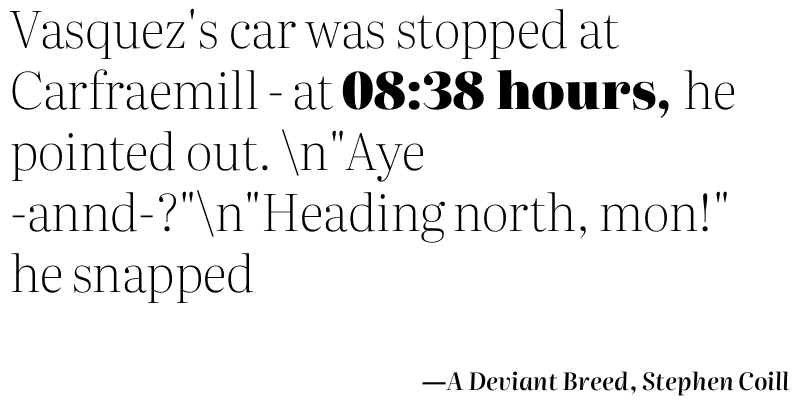 Vasquez's car was stopped at
Carfraemill - at 08:38 hours, he
pointed out. \n"Aye
-annd-?"\n"Heading north, mon!"
he snapped
—A Deviant Breed, Stephen Coill